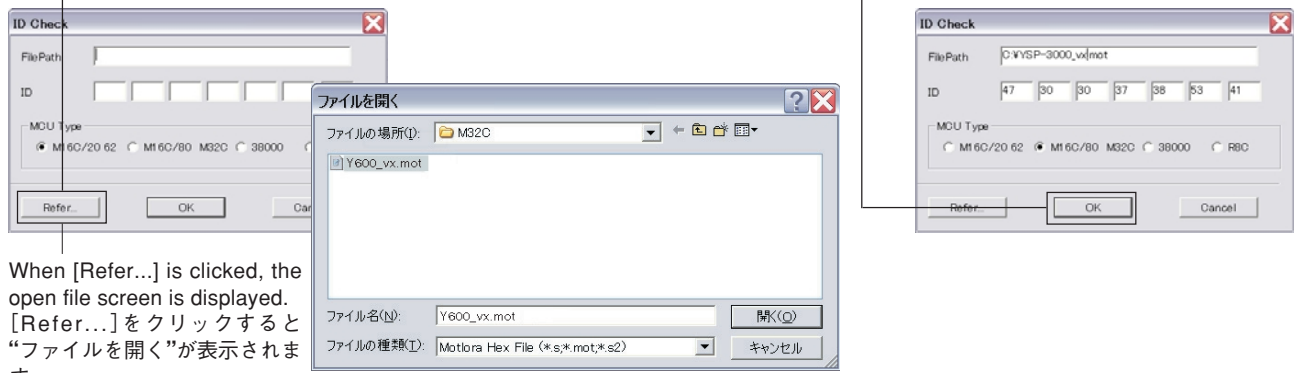 ID Check
FilePath
ID
MCU Type
M16C/20 62 M16C/80 M32C 38000
Refer...
OK
When [Refer...] is clicked, the
open file screen is displayed.
[Refer...]をクリックすると
“ファイルを開く”が表示されま
ファイルを開く
ファイルの場所(I):
M32C
Y600_vx.mot
ファイル名(N):
Y600_vx.mot
開く(O)
ファイルの種類(T):
Motlora Hex File (*.s;*.mot;*.s2)
キャンセル
ID Check
FilePath
C:¥YSP-3000_vx.mot
ID
47 30 30 37 38 53 41
MCU Type
M16C/20 62 M16C/80 M32C 38000 R8C
Refer...
OK
Cancel